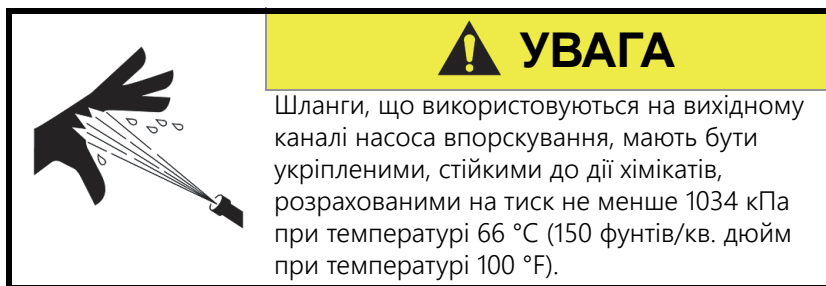 УВАГА
Шланги, що використовуються на вихідному
каналі насоса впорскування, мають бути
укріпленими, стійкими до дії хімікатів,
розрахованими на тиск не менше 1034 кПа
при температурі 66 °C (150 фунтів/кв. дюйм
при температурі 100 °F).